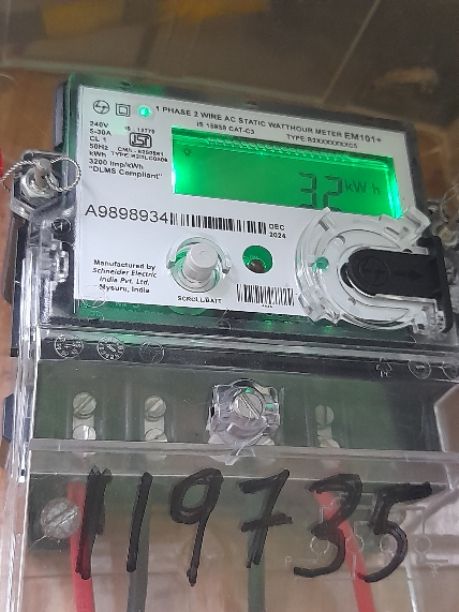 1 PHASE 2 WIRE AC STATIC WATTHOUR METER EM101+
IS 15959 CAT-C3
240V
5-30A
CL 1
50Hz
kWh
3200 imp/kWh
"DLMS Compliant"
32 kWh
A9898934
DEC
2024
Manufactured by
Schneider Electric
India Pvt. Ltd.
Mysuru, India
SCROLL/BATT
119735